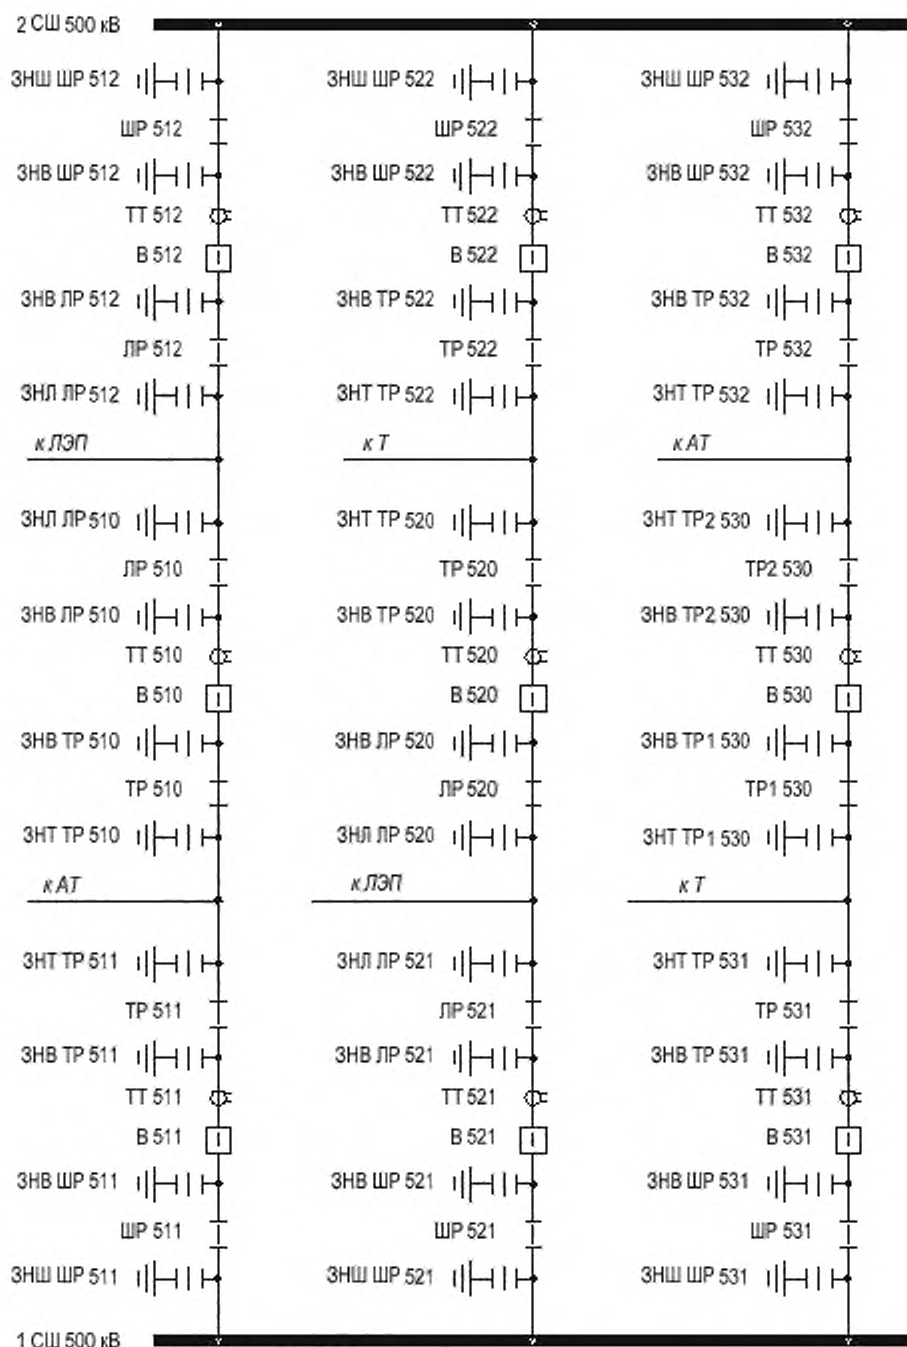 2 СШ 500 кВ
ЗНШ ШР 512 ЗНШ ШР 522 ЗНШ ШР 532
ШР 512 ШР 522 ШР 532
ЗНВ ШР 512 ЗНВ ШР 522 ЗНВ ШР 532
ТТ 512 ТТ 522 ТТ 532
В 512 В 522 В 532
ЗНВ ЛР 512 ЗНВ ТР 522 ЗНВ ТР 532
ЛР 512 ТР 522 ТР 532
ЗНЛ ЛР 512 ЗНТ ТР 522 ЗНТ ТР 532
к ЛЭП к Т к АТ
ЗНЛ ЛР 510 ЗНТ ТР 520 ЗНТ ТР2 530
ЛР 510 ТР 520 ТР2 530
ЗНВ ЛР 510 ЗНВ ТР 520 ЗНВ ТР2 530
ТТ 510 ТТ 520 ТТ 530
В 510 В 520 В 530
ЗНВ ТР 510 ЗНВ ЛР 520 ЗНВ ТР1 530
ТР 510 ЛР 520 ТР1 530
ЗНТ ТР 510 ЗНЛ ЛР 520 ЗНТ ТР1 530
к АТ к ЛЭП к Т
ЗНТ ТР 511 ЗНЛ ЛР 521 ЗНТ ТР 531
ТР 511 ЛР 521 ТР 531
ЗНВ ТР 511 ЗНВ ЛР 521 ЗНВ ТР 531
ТТ 511 ТТ 521 ТТ 531
В 511 В 521 В 531
ЗНВ ШР 511 ЗНВ ШР 521 ЗНВ ШР 531
ШР 511 ШР 521 ШР 531
ЗНШ ШР 511 ЗНШ ШР 521 ЗНШ ШР 531
1 СШ 500 кВ